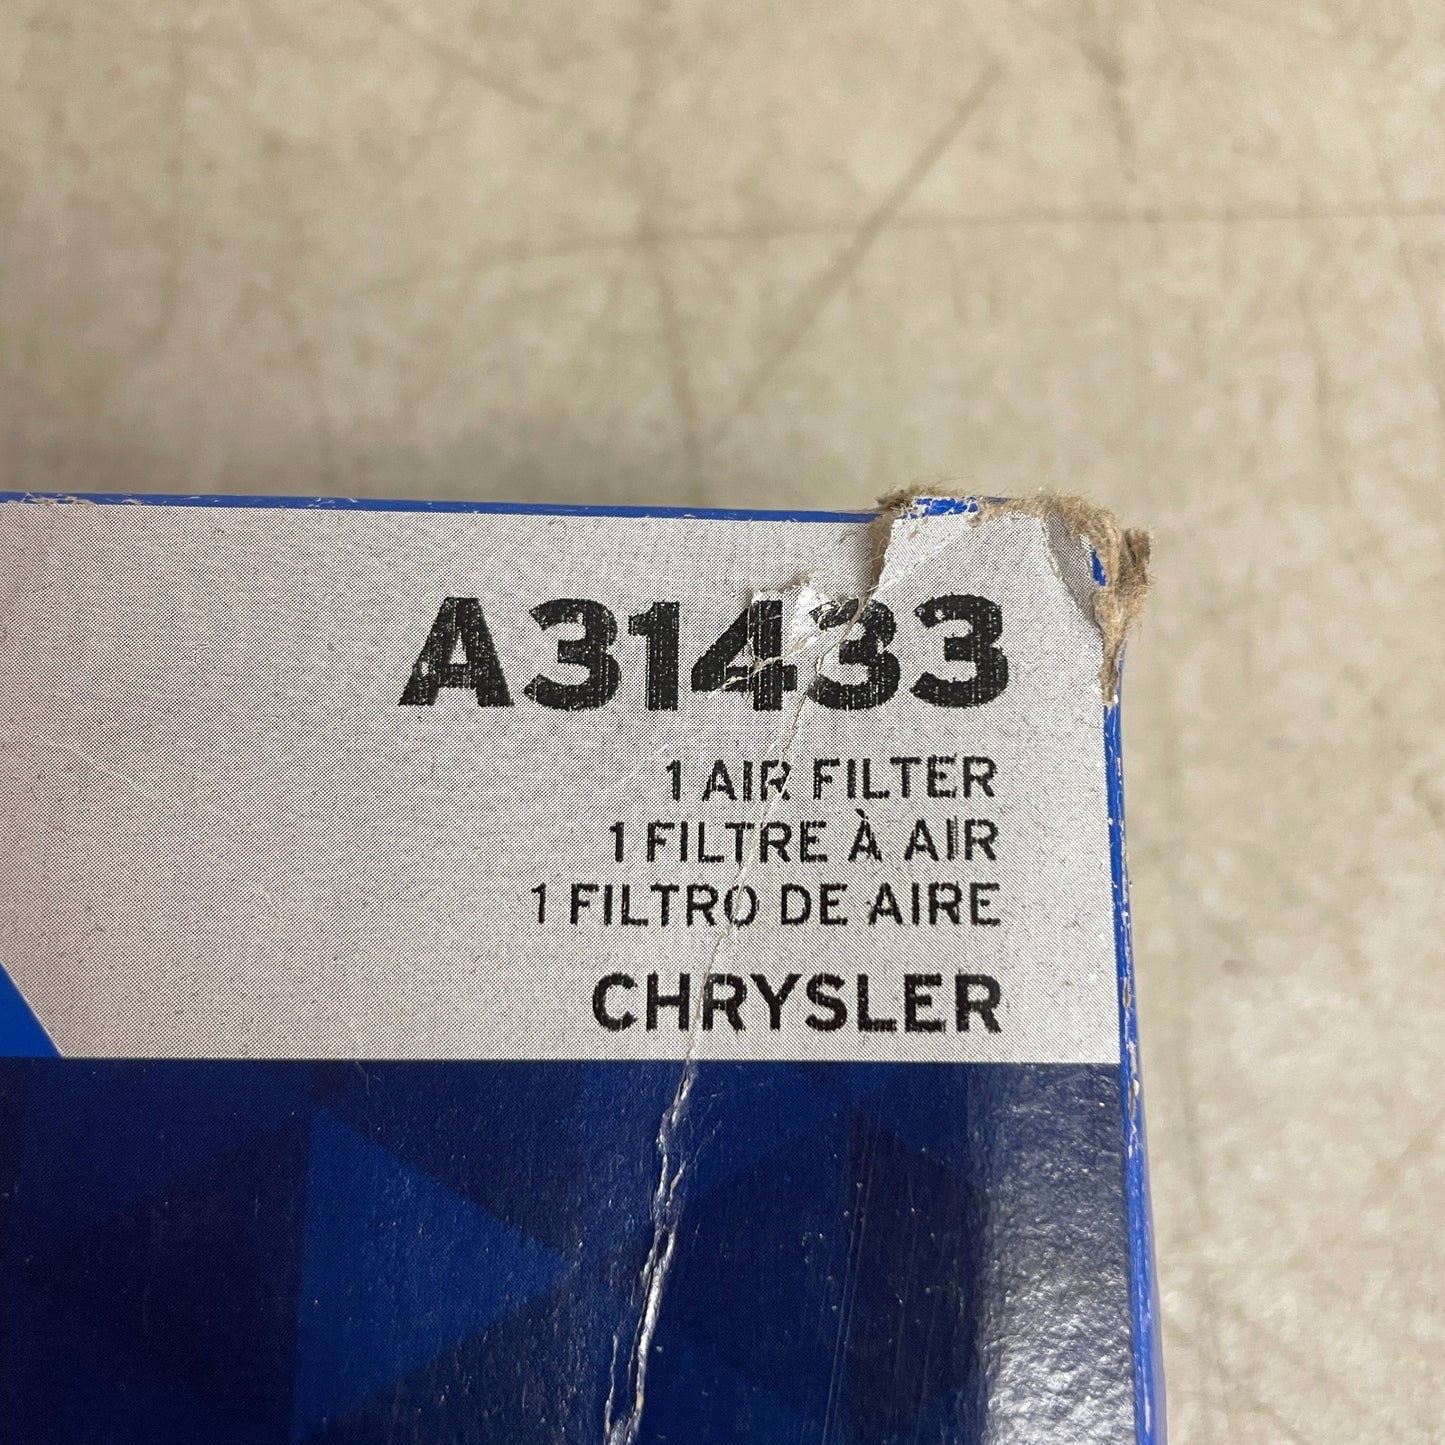 A31433
1 AIR FILTER
1 FILTRE À AIR
1 FILTRO DE AIRE
CHRYSLER